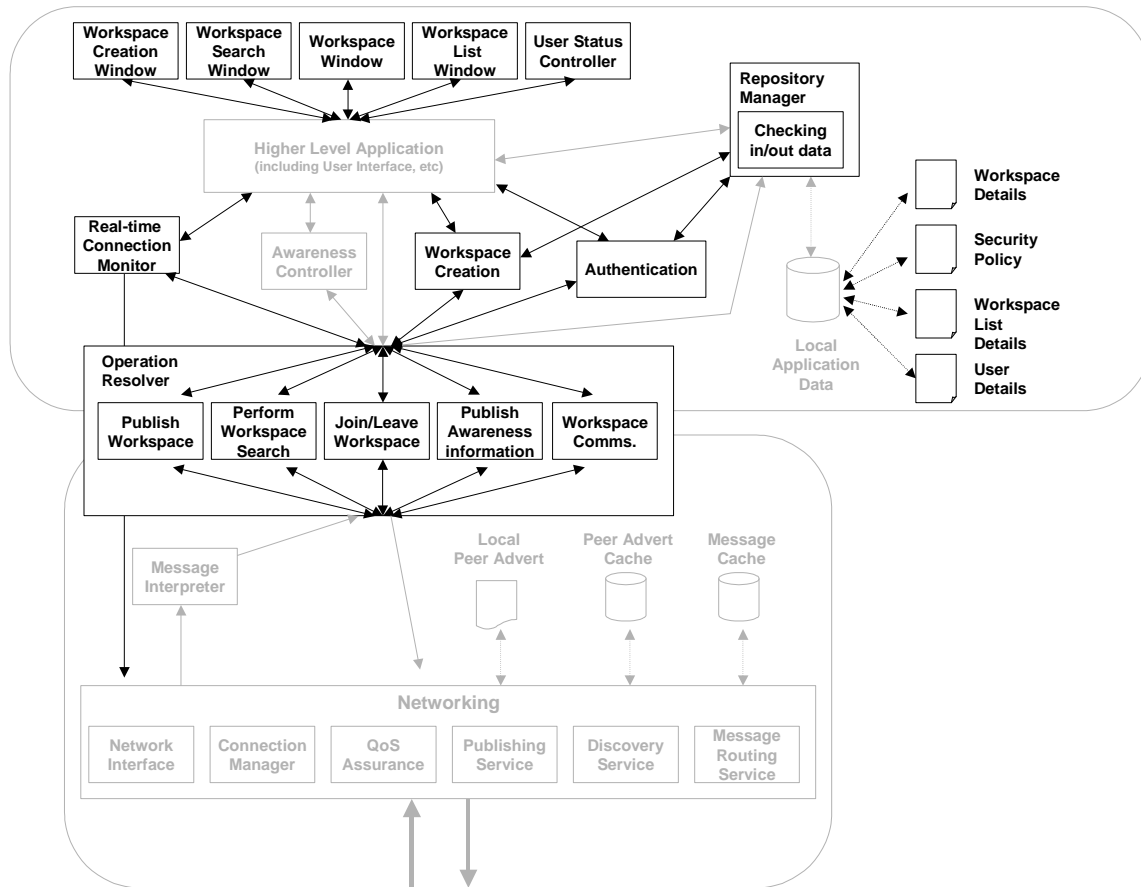 Workspace
Creation
Window
Workspace
Search
Window
Workspace
Window
Workspace
List
Window
User Status
Controller
Repository
Manager
Checking
in/out data
Higher Level Application
(including User Interface, etc)
Workspace
Details
Security
Policy
Workspace
List
Details
User
Details
Real-time
Connection
Monitor
Awareness
Controller
Workspace
Creation
Authentication
Local
Application
Data
Operation
Resolver
Publish
Workspace
Perform
Workspace
Search
Join/Leave
Workspace
Publish
Awareness
information
Workspace
Comms.
Message
Interpreter
Local
Peer Advert
Peer Advert
Cache
Message
Cache
Networking
Network
Interface
Connection
Manager
QoS
Assurance
Publishing
Service
Discovery
Service
Message
Routing
Service